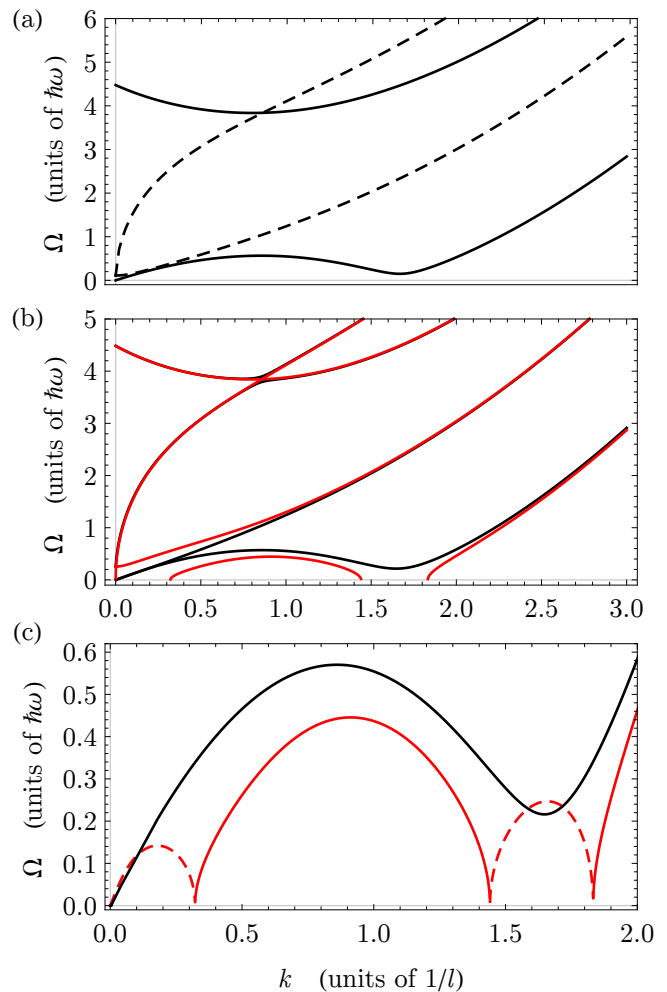 (a)
6
5
4
3
2
1
0
Ω (units of ħω)
(b)
5
4
3
2
1
0
Ω (units of ħω)
0.0 0.5 1.0 1.5 2.0 2.5 3.0
(c)
0.6
0.5
0.4
0.3
0.2
0.1
0.0
Ω (units of ħω)
0.0 0.5 1.0 1.5 2.0
k (units of 1/l)